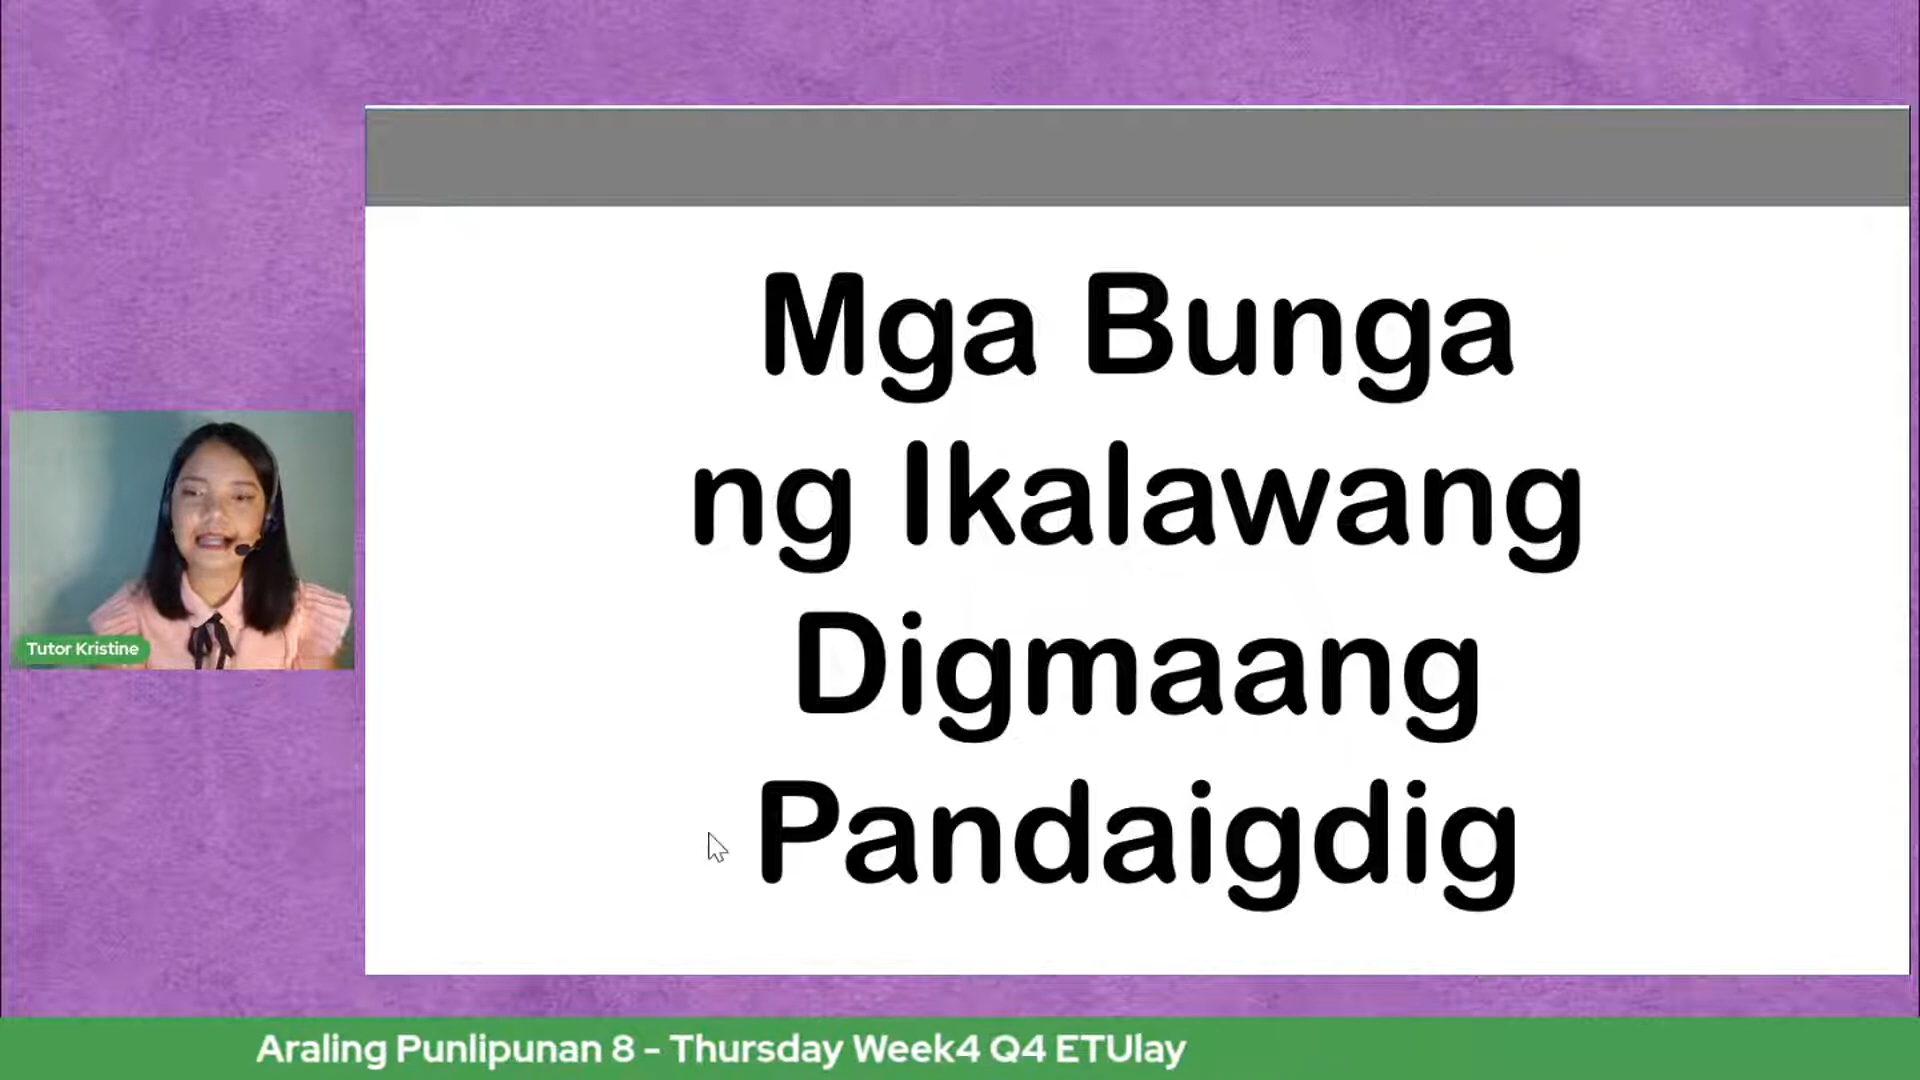 Mga Bunga
ng Ikalawang
Digmaang
Pandaigdig
Tutor Kristine
Araling Punlipunan 8 - Thursday Week4 Q4 ETUlay